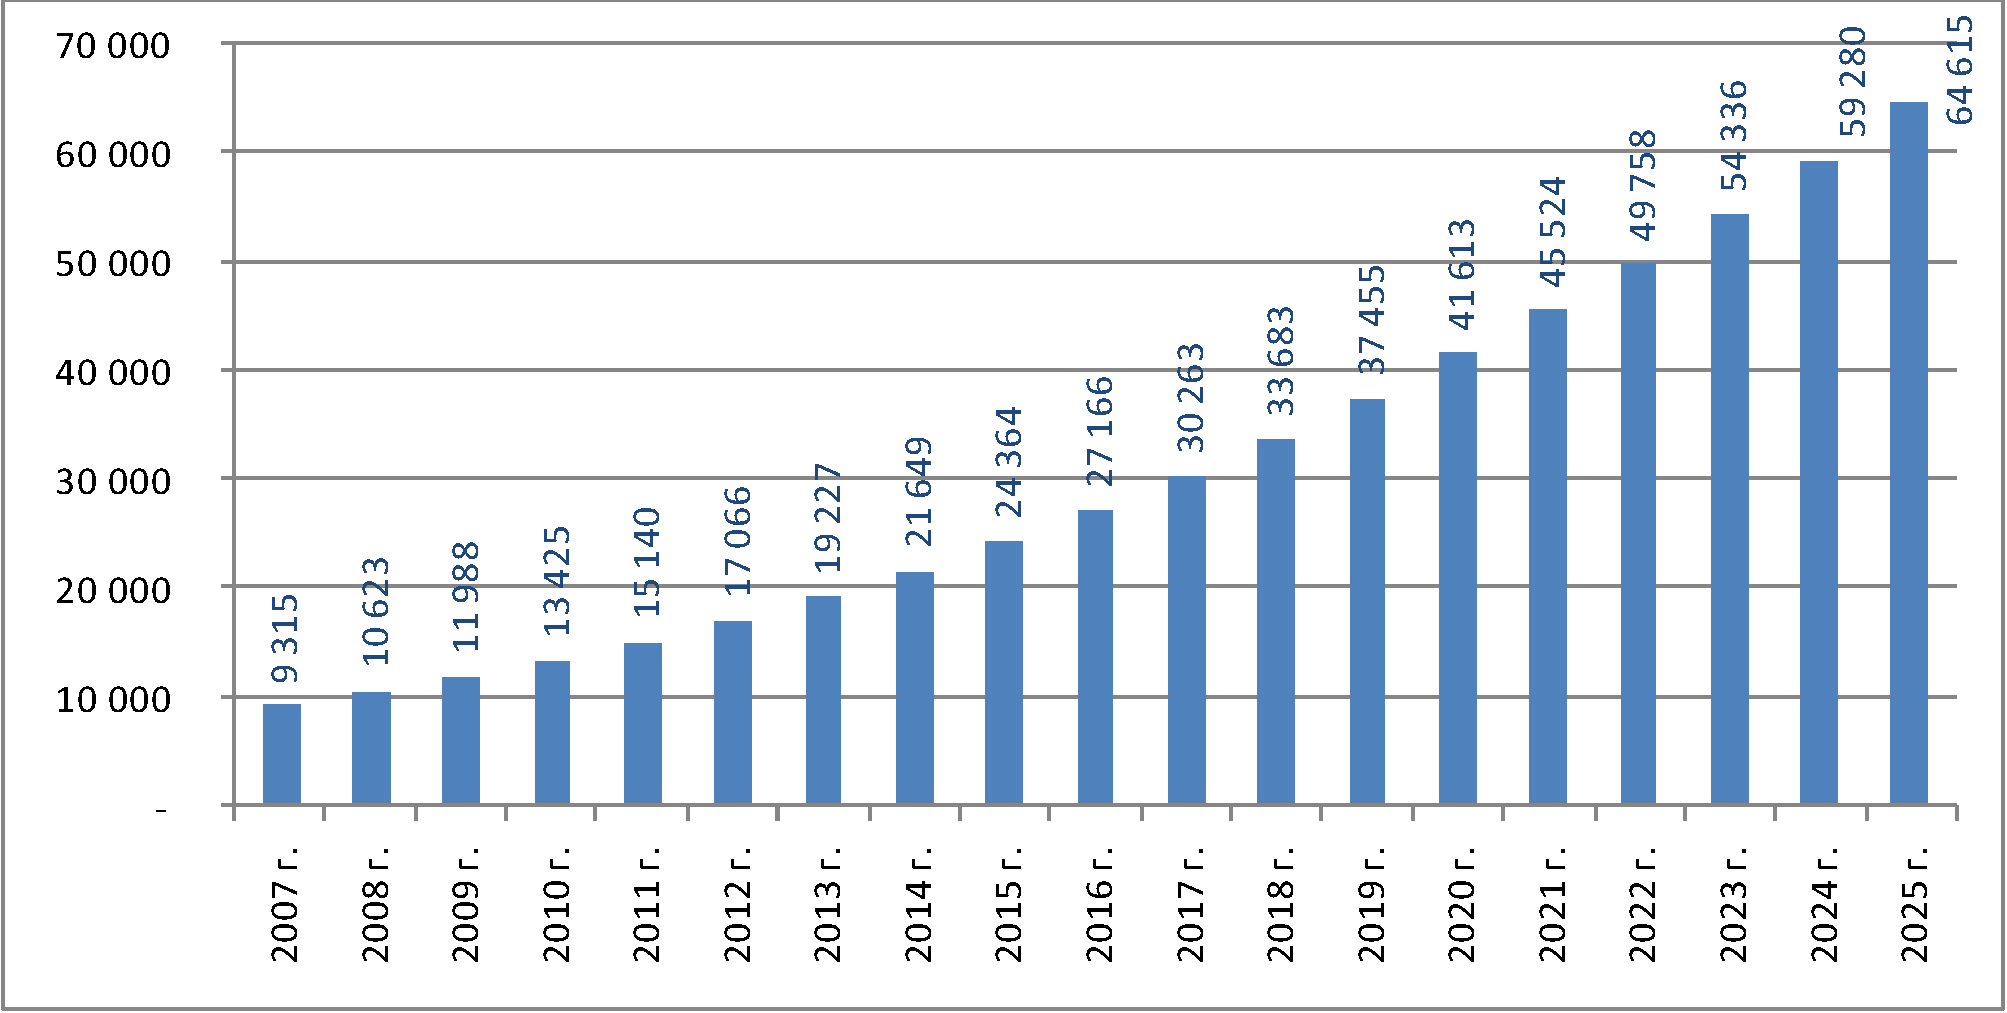 70 000
60 000
50 000
40 000
30 000
20 000
10 000
-
9 315
10 623
11 988
13 425
15 140
17 066
19 227
21 649
24 364
27 166
30 263
33 683
37 455
41 613
45 524
49 758
54 336
59 280
64 615
2007 г.
2008 г.
2009 г.
2010 г.
2011 г.
2012 г.
2013 г.
2014 г.
2015 г.
2016 г.
2017 г.
2018 г.
2019 г.
2020 г.
2021 г.
2022 г.
2023 г.
2024 г.
2025 г.